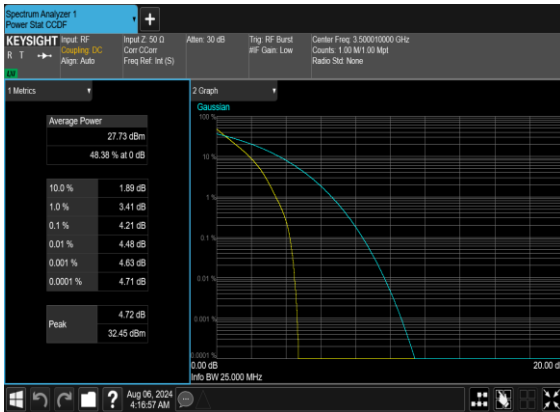 Spectrum Analyzer 1
Power Stat CCDF
+
KEYSIGHT
R T
LXI
Input: RF
Coupling: DC
Align: Auto
Input Z: 50 Ω
Corr CCorr
Freq Ref: Int (S)
Atten: 30 dB
Trig: RF Burst
#IF Gain: Low
Center Freq: 3.500010000 GHz
Counts: 1.00 M/1.00 Mpt
Radio Std: None
1 Metrics
Average Power
27.73 dBm
48.38 % at 0 dB
10.0 % 1.89 dB
1.0 % 3.41 dB
0.1 % 4.21 dB
0.01 % 4.48 dB
0.001 % 4.63 dB
0.0001 % 4.71 dB
Peak
4.72 dB
32.45 dBm
2 Graph
Gaussian
100 %
10 %
1 %
0.1 %
0.01 %
0.001 %
0.0001 %
0.00 dB
20.00 d
Info BW 25.000 MHz
?
Aug 06, 2024
4:16:57 AM